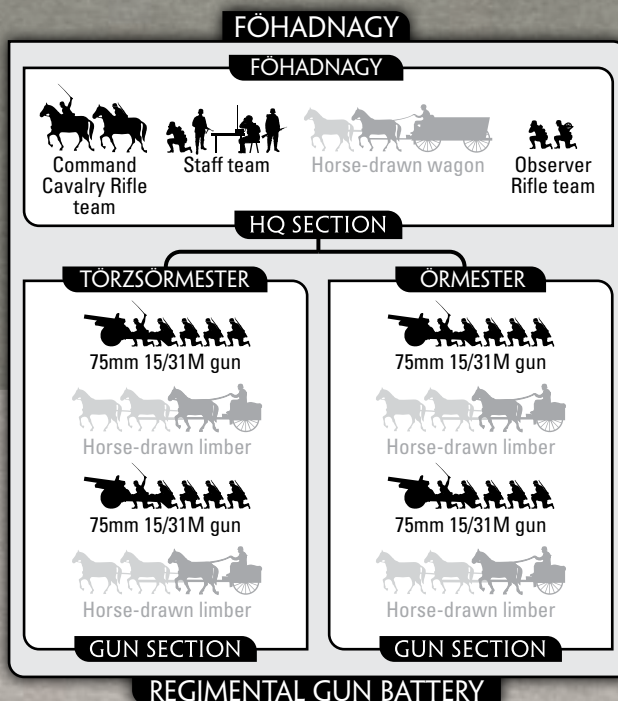 FÖHADNAGY
FÖHADNAGY
Command
Cavalry Rifle
team
Staff team
Horse-drawn wagon
Observer
Rifle team
HQ SECTION
TÖRZSÖRMESTER
75mm 15/31M gun
Horse-drawn limber
75mm 15/31M gun
Horse-drawn limber
GUN SECTION
ÖRMESTER
75mm 15/31M gun
Horse-drawn limber
75mm 15/31M gun
Horse-drawn limber
GUN SECTION
REGIMENTAL GUN BATTERY